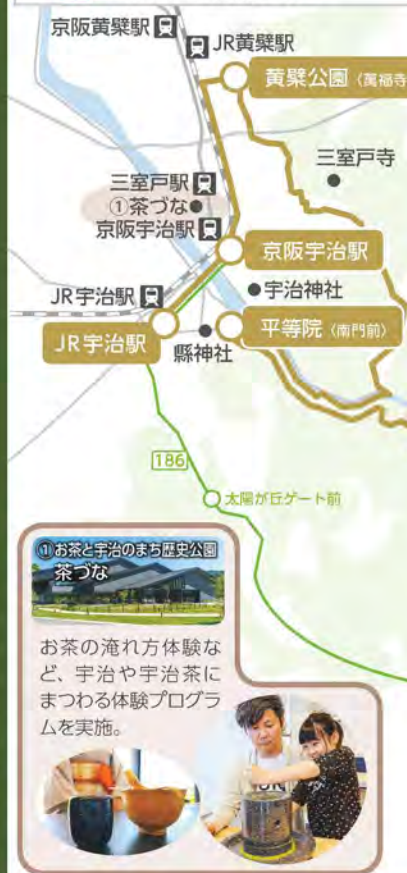 京阪黄檗駅
JR黄檗駅
黄檗公園（萬福寺
三室戸寺
三室戸駅
①茶づな
京阪宇治駅
京阪宇治駅
JR宇治駅
宇治神社
平等院（南門前）
JR宇治駅
縣神社
186
太陽が丘ゲート前
①お茶と宇治のまち歴史公園
茶づな
お茶の淹れ方体験な
ど、宇治や宇治茶に
まつわる体験プログラ
ムを実施。